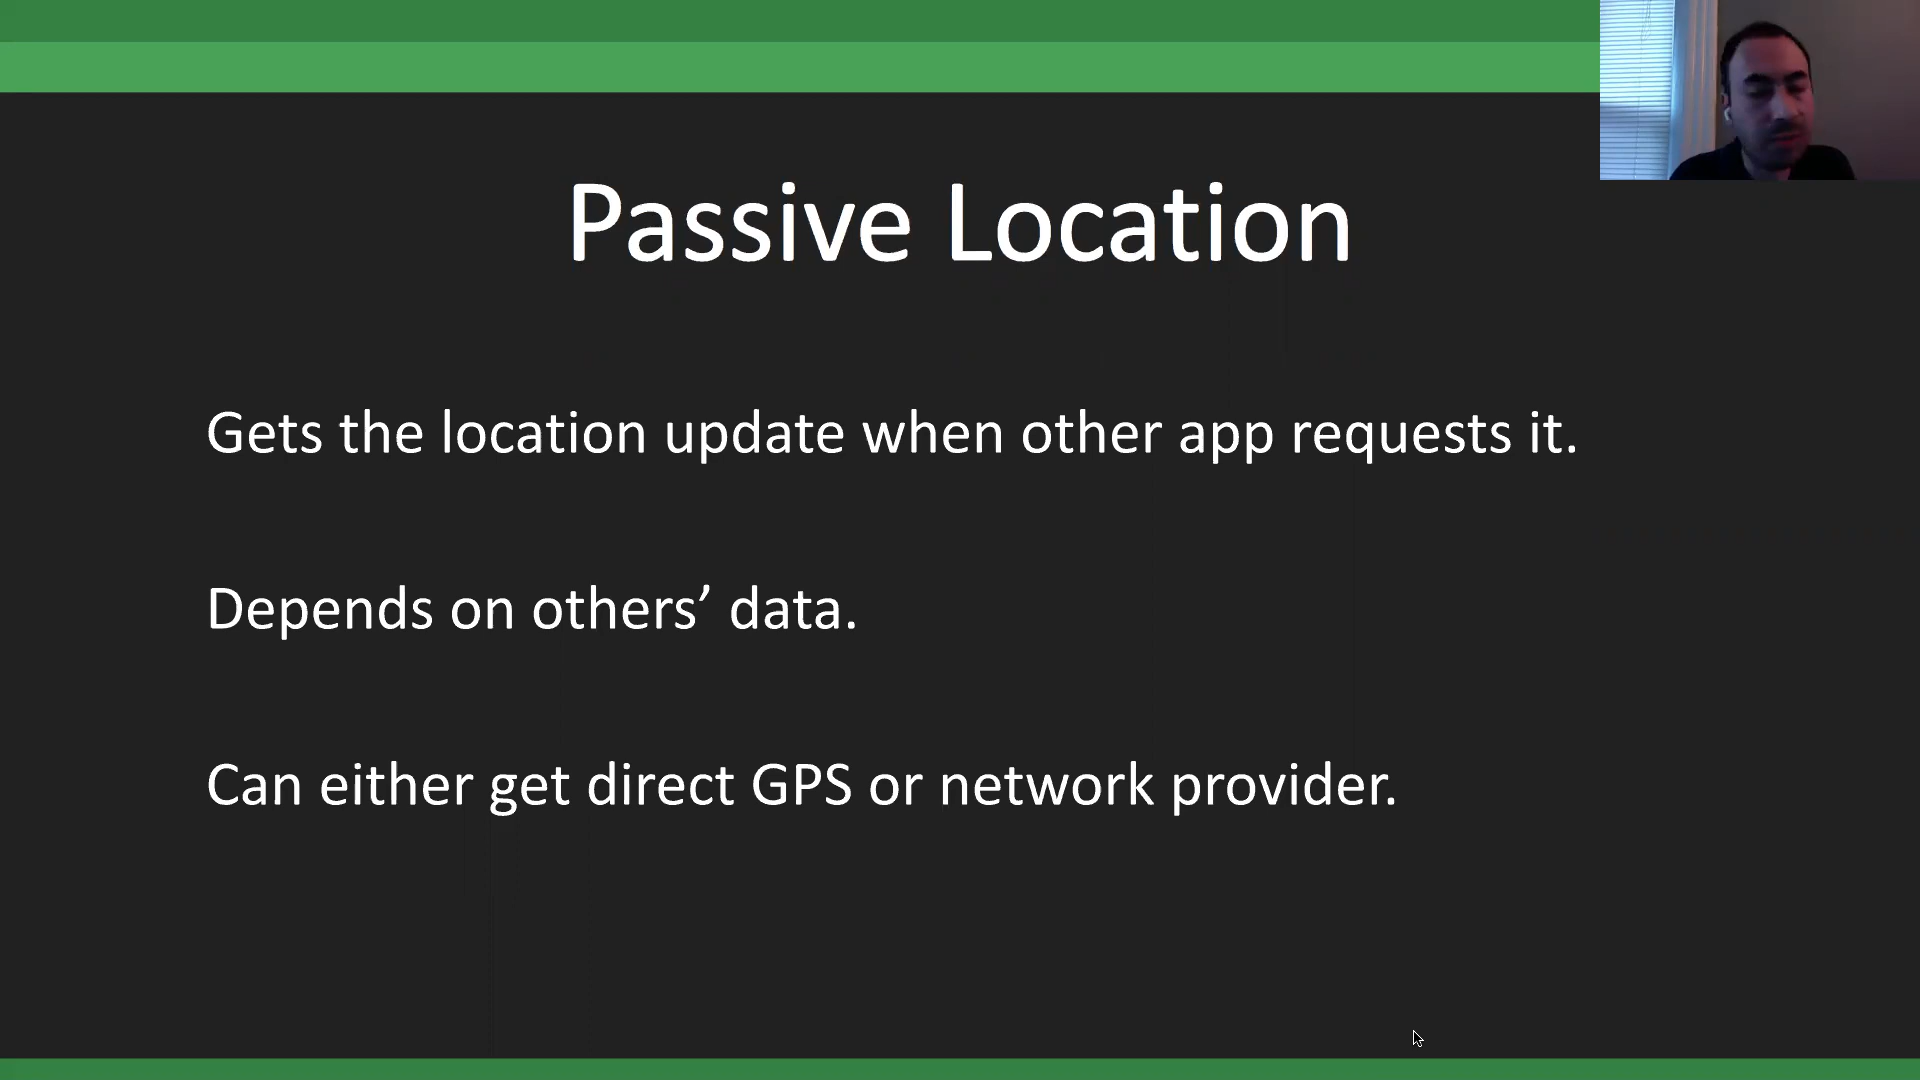 Passive Location
Gets the location update when other app requests it.
Depends on others’ data.
Can either get direct GPS or network provider.